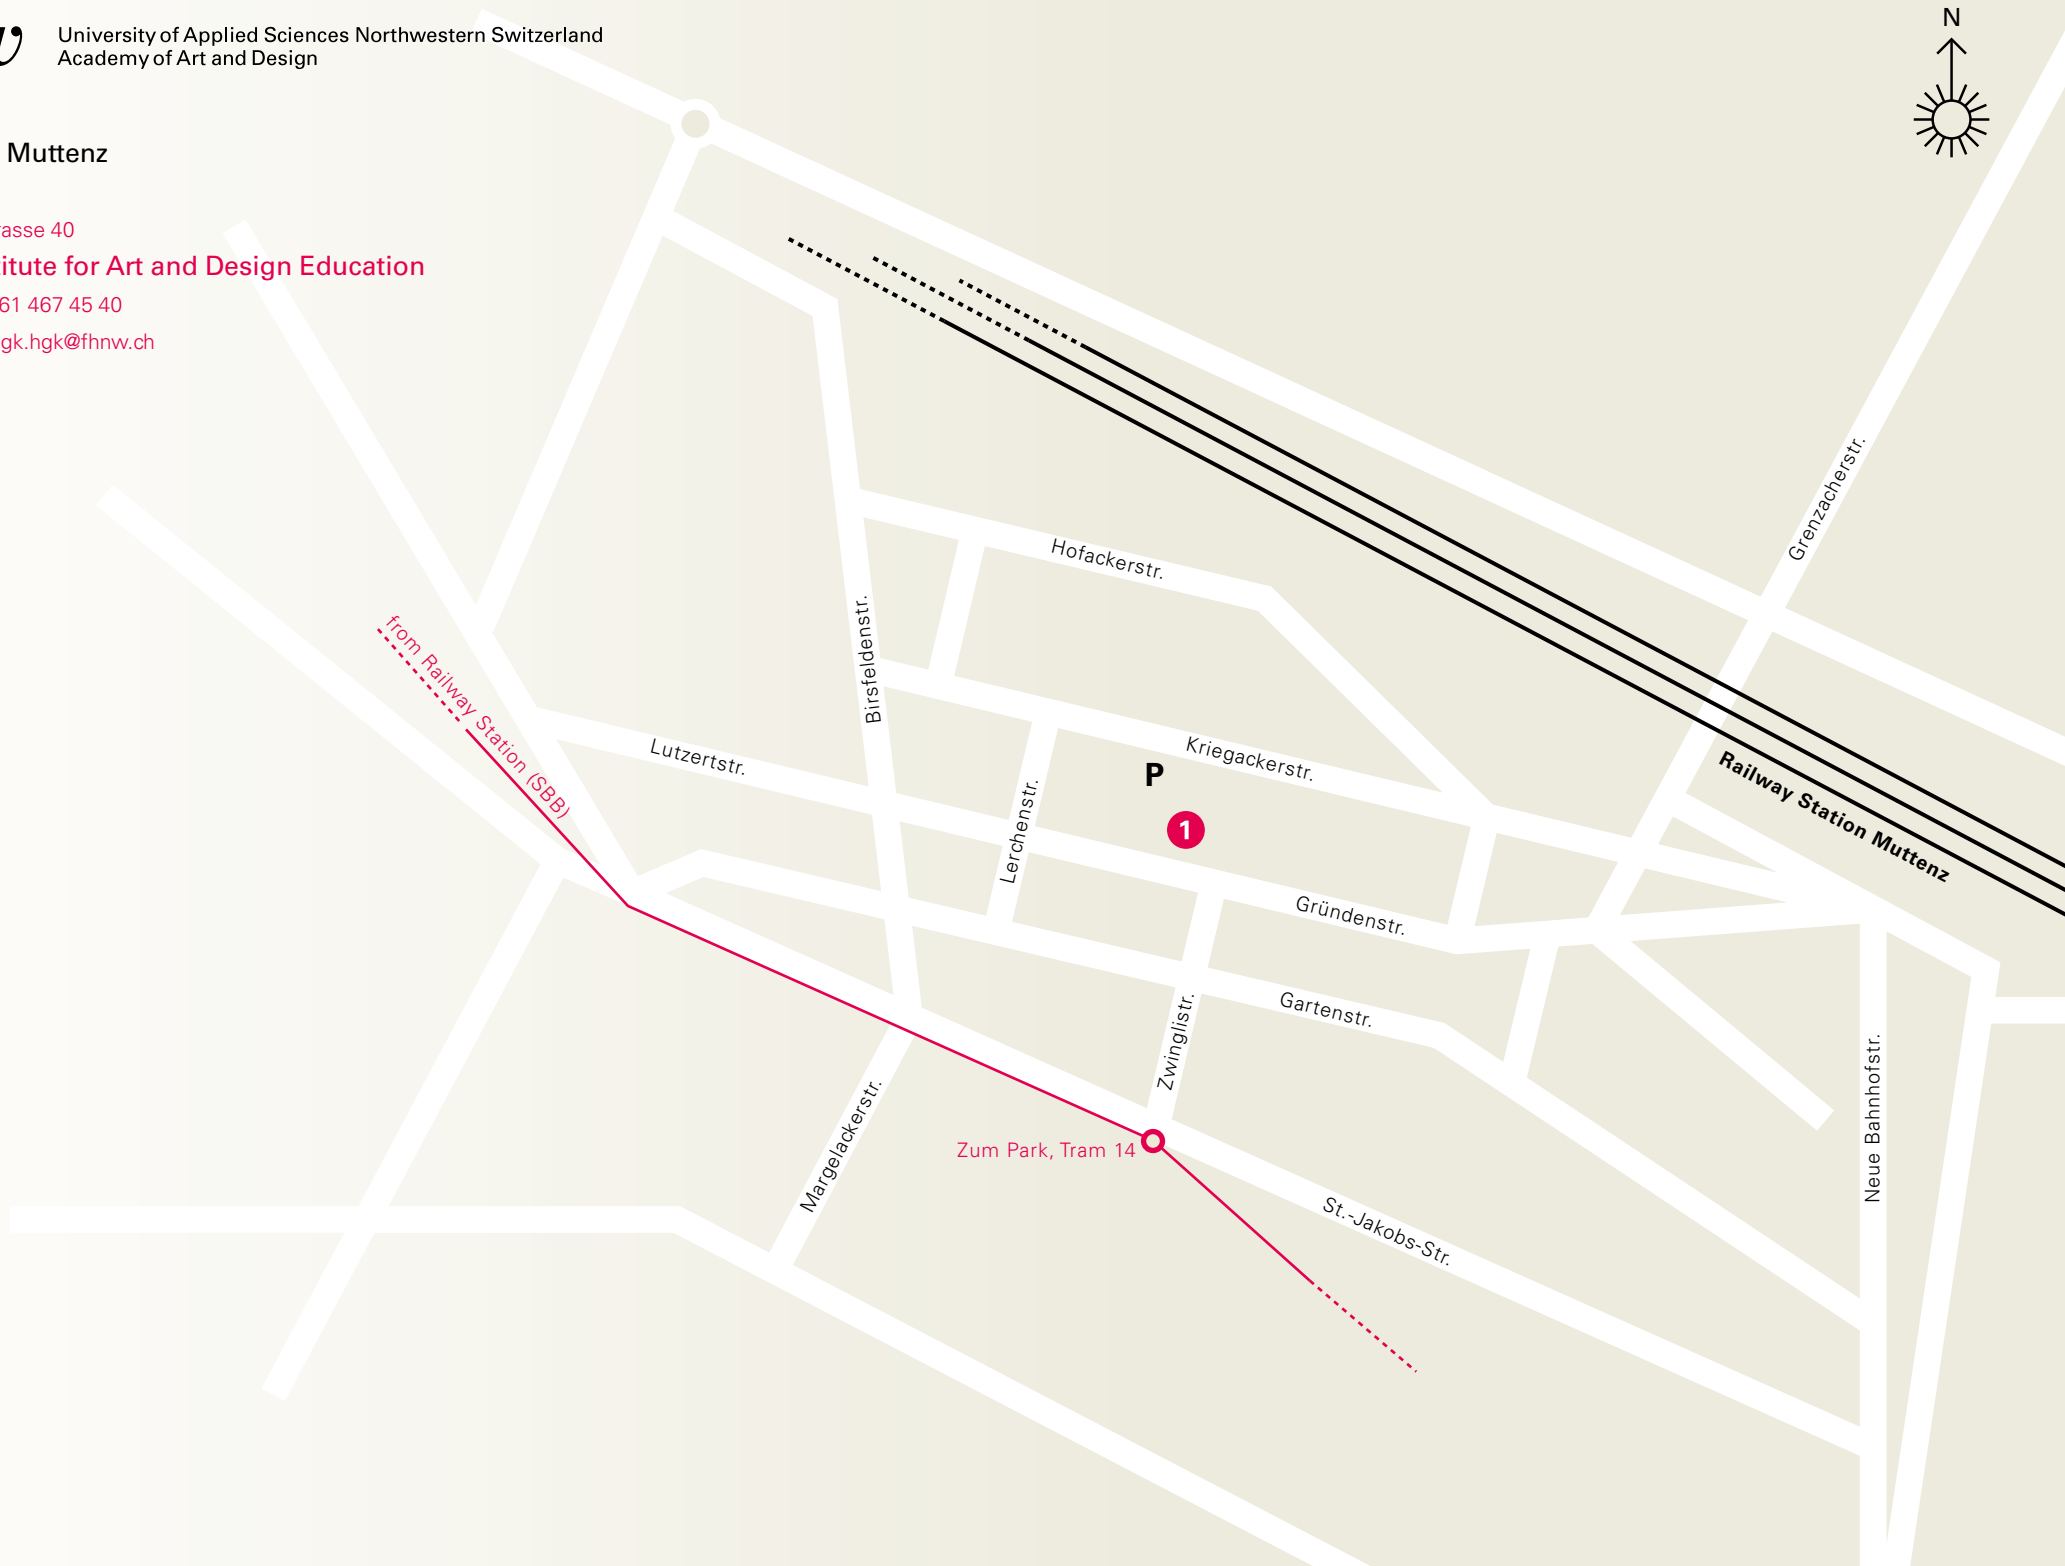 University of Applied Sciences Northwestern Switzerland
Academy of Art and Design
N
Muttenz
rasse 40
titute for Art and Design Education
61 467 45 40
gk.hgk@fhnw.ch
Grenzacherstr.
Hofackerstr.
Birsfeldenstr.
from Railway Station (SBB)
Lutzertstr.
Kriegackerstr.
P
1
Lerchenstr.
Railway Station Muttenz
Gründenstr.
Gartenstr.
Zwinglistr.
Neue Bahnhofstr.
Margelackerstr.
Zum Park, Tram 14
St.-Jakobs-Str.